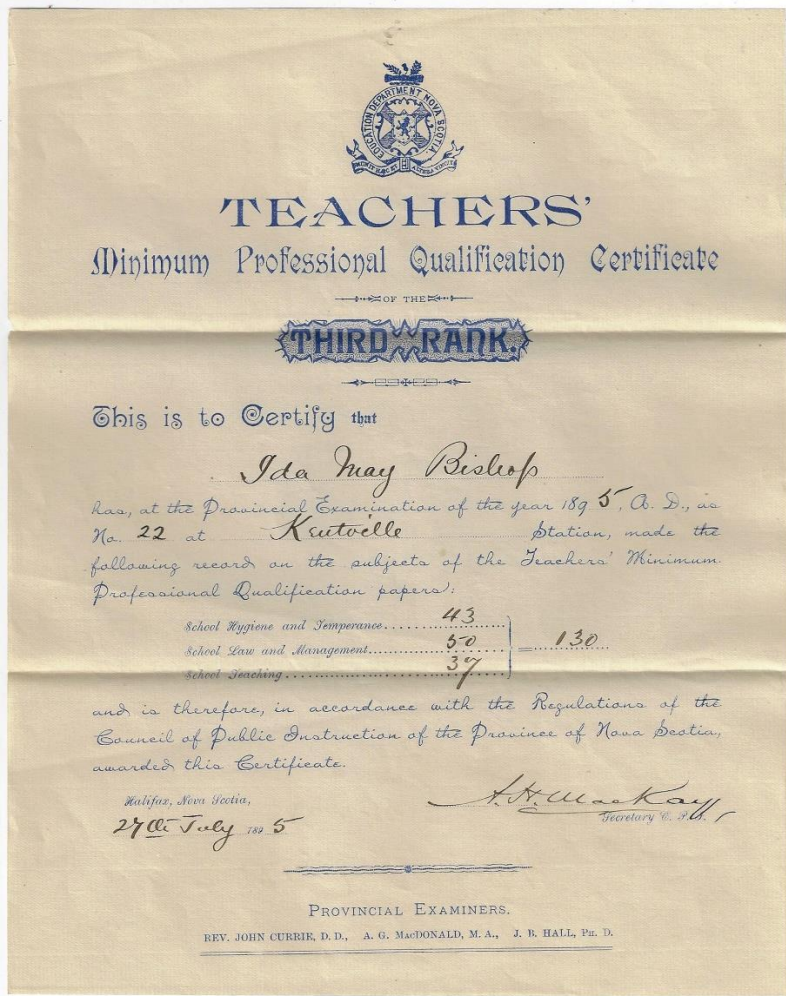 EDUCATION DEPARTMENT NOVA SCOTIA.
MUNIT HÆC ET ALTERA VINCIT
TEACHERS'
Minimum Professional Qualification Certificate
OF THE
THIRD RANK.
This is to Certify that
Ida May Bishop
has, at the Provincial Examination of the year 1895, A. D., as
No. 22 at Kentville Station, made the
following record on the subjects of the Teachers' Minimum
Professional Qualification papers:
School Hygiene and Temperance........ 43
School Law and Management........ 50 = 130
School Teaching........ 37
and is therefore, in accordance with the Regulations of the
Council of Public Instruction of the Province of Nova Scotia,
awarded this Certificate.
Halifax, Nova Scotia,
27th July 1895
A. H. MacKay,
Secretary C. P. I.
PROVINCIAL EXAMINERS.
REV. JOHN CURRIE, D. D., A. G. MACDONALD, M. A., J. B. HALL, PH. D.